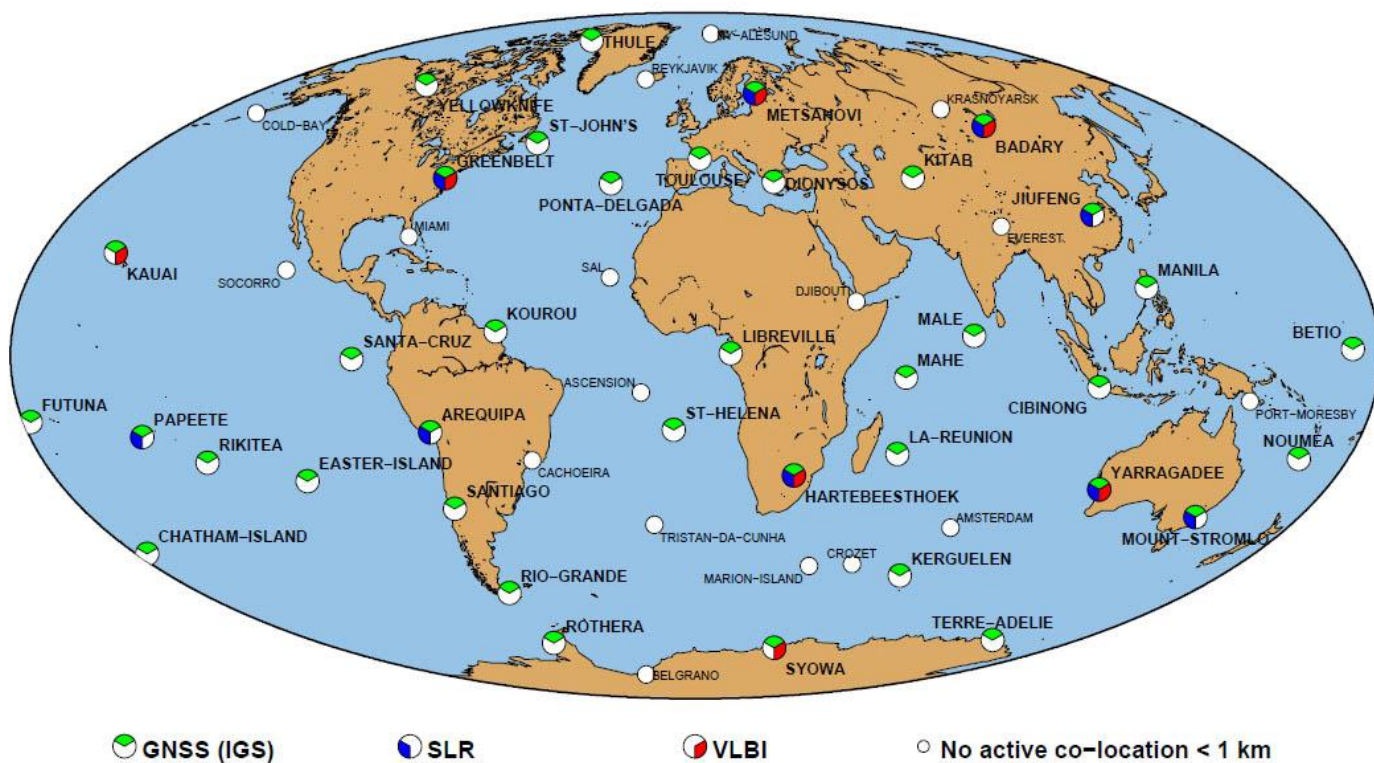 THULE
NY-ALESUND
REYKJAVIK
YELLOWKNIFE
COLD-BAY
ST-JOHN'S
METSAHOVI
KRASNOYARSK
BADARY
GREENBELT
TOULOUSE
DIONYSOS
KITAB
PONTA-DELGADA
JIUFENG
MIAMI
EVEREST
KAUAI
SOCORRO
SAL
DJIBOUTI
MANILA
KOUROU
MALE
SANTA-CRUZ
LIBREVILLE
BETIO
MAHE
ASCENSION
FUTUNA
PAPEETE
AREQUIPA
ST-HELENA
CIBINONG
PORT-MORESBY
RIKITEA
LA-REUNION
NOUMEA
EASTER-ISLAND
CACHOEIRA
YARRAGADEE
SANTIAGO
HARTEBEESTHOEK
AMSTERDAM
CHATHAM-ISLAND
TRISTAN-DA-CUNHA
MOUNT-STROMLO
CROZET
KERGUELEN
RIO-GRANDE
MARION-ISLAND
ROTHERA
TERRE-ADELIE
BELGRANO
SYOWA
GNSS (IGS)
SLR
VLBI
No active co-location < 1 km